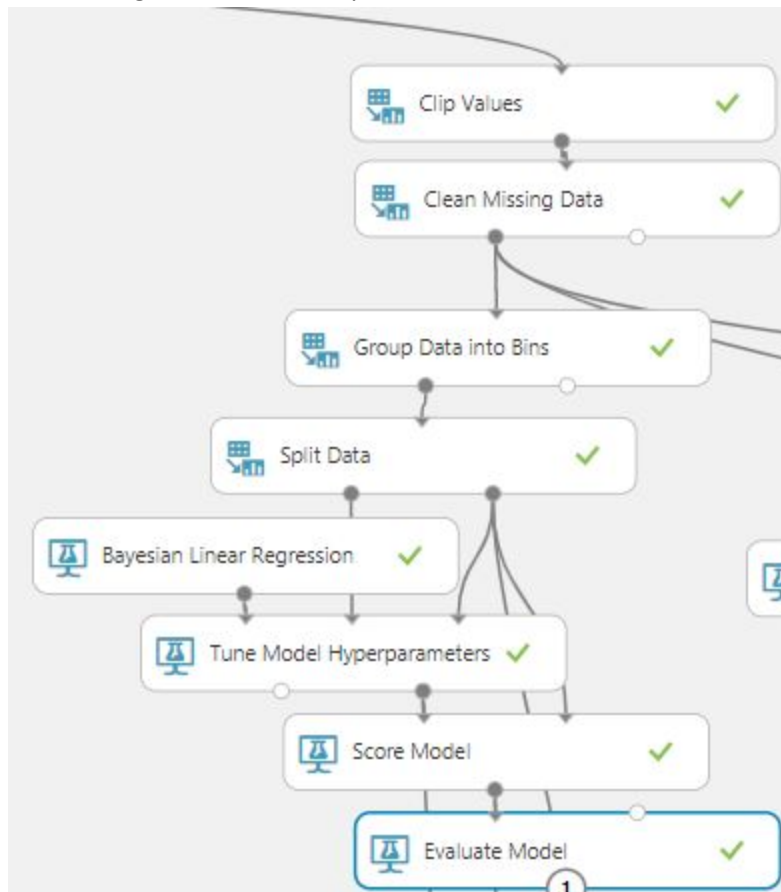 Clip Values
Clean Missing Data
Group Data into Bins
Split Data
Bayesian Linear Regression
Tune Model Hyperparameters
Score Model
Evaluate Model
1